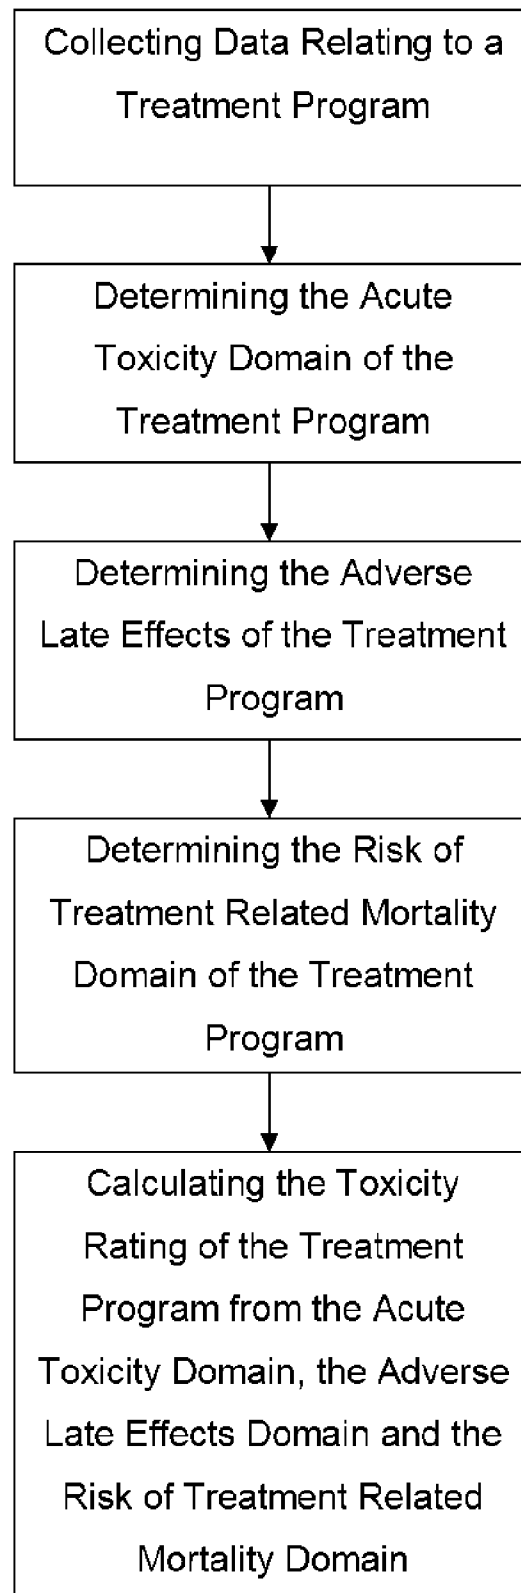 Collecting Data Relating to a
Treatment Program
Determining the Acute
Toxicity Domain of the
Treatment Program
Determining the Adverse
Late Effects of the Treatment
Program
Determining the Risk of
Treatment Related Mortality
Domain of the Treatment
Program
Calculating the Toxicity
Rating of the Treatment
Program from the Acute
Toxicity Domain, the Adverse
Late Effects Domain and the
Risk of Treatment Related
Mortality Domain